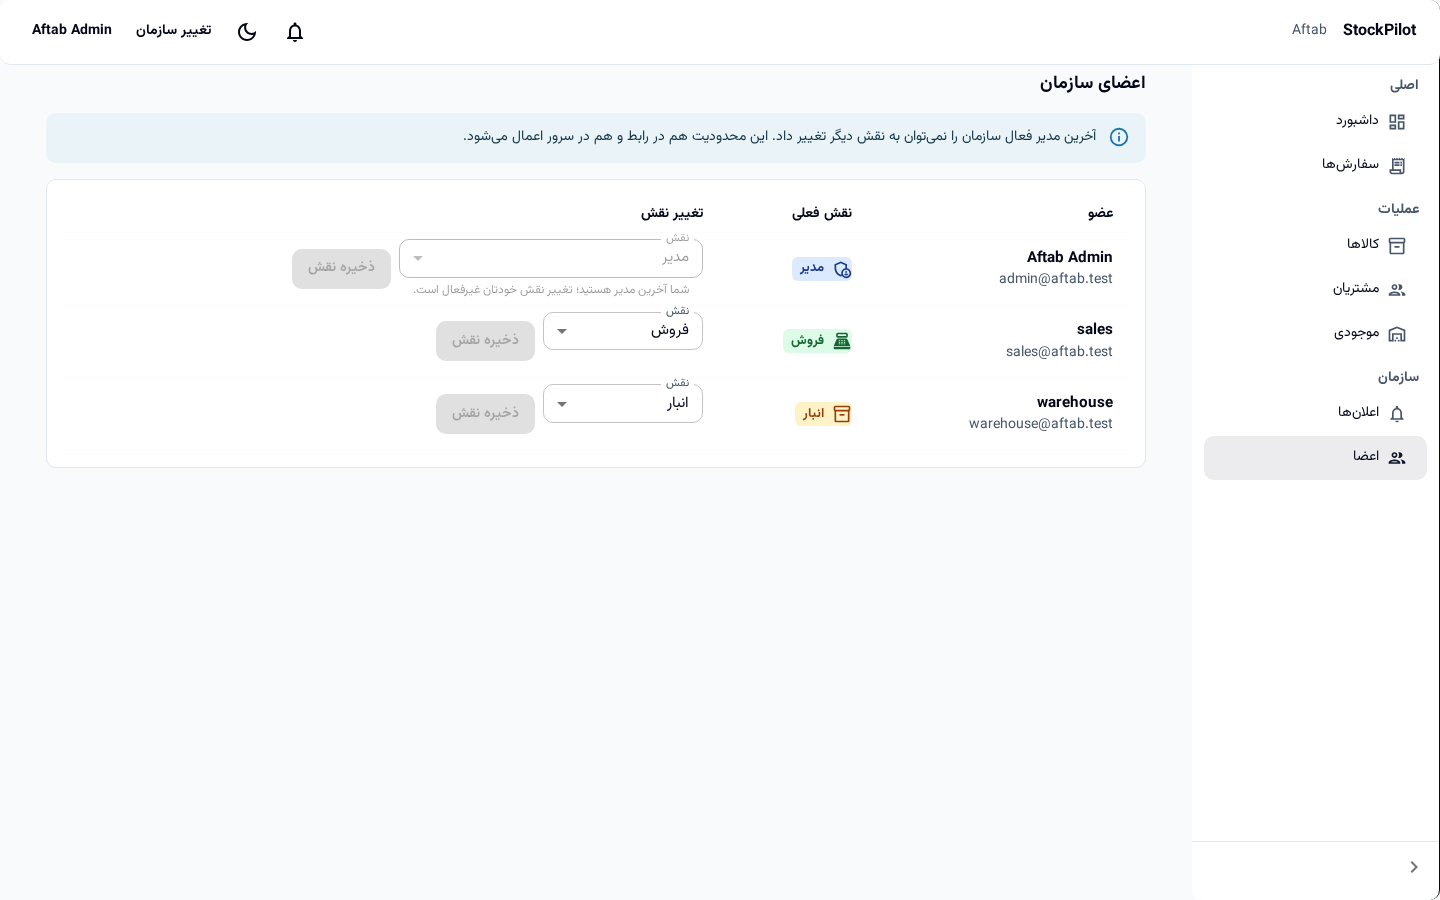 StockPilot Aftab
تغییر سازمان
Aftab Admin
اصلی
داشبورد
سفارش‌ها
عملیات
کالاها
مشتریان
موجودی
سازمان
اعلان‌ها
اعضا
اعضای سازمان
آخرین مدیر فعال سازمان را نمی‌توان به نقش دیگر تغییر داد. این محدودیت هم در رابط و هم در سرور اعمال می‌شود.
عضو نقش فعلی تغییر نقش
Aftab Admin
admin@aftab.test
مدیر
نقش
مدیر
شما آخرین مدیر هستید؛ تغییر نقش خودتان غیرفعال است.
ذخیره نقش
sales
sales@aftab.test
فروش
نقش
فروش
ذخیره نقش
warehouse
warehouse@aftab.test
انبار
نقش
انبار
ذخیره نقش